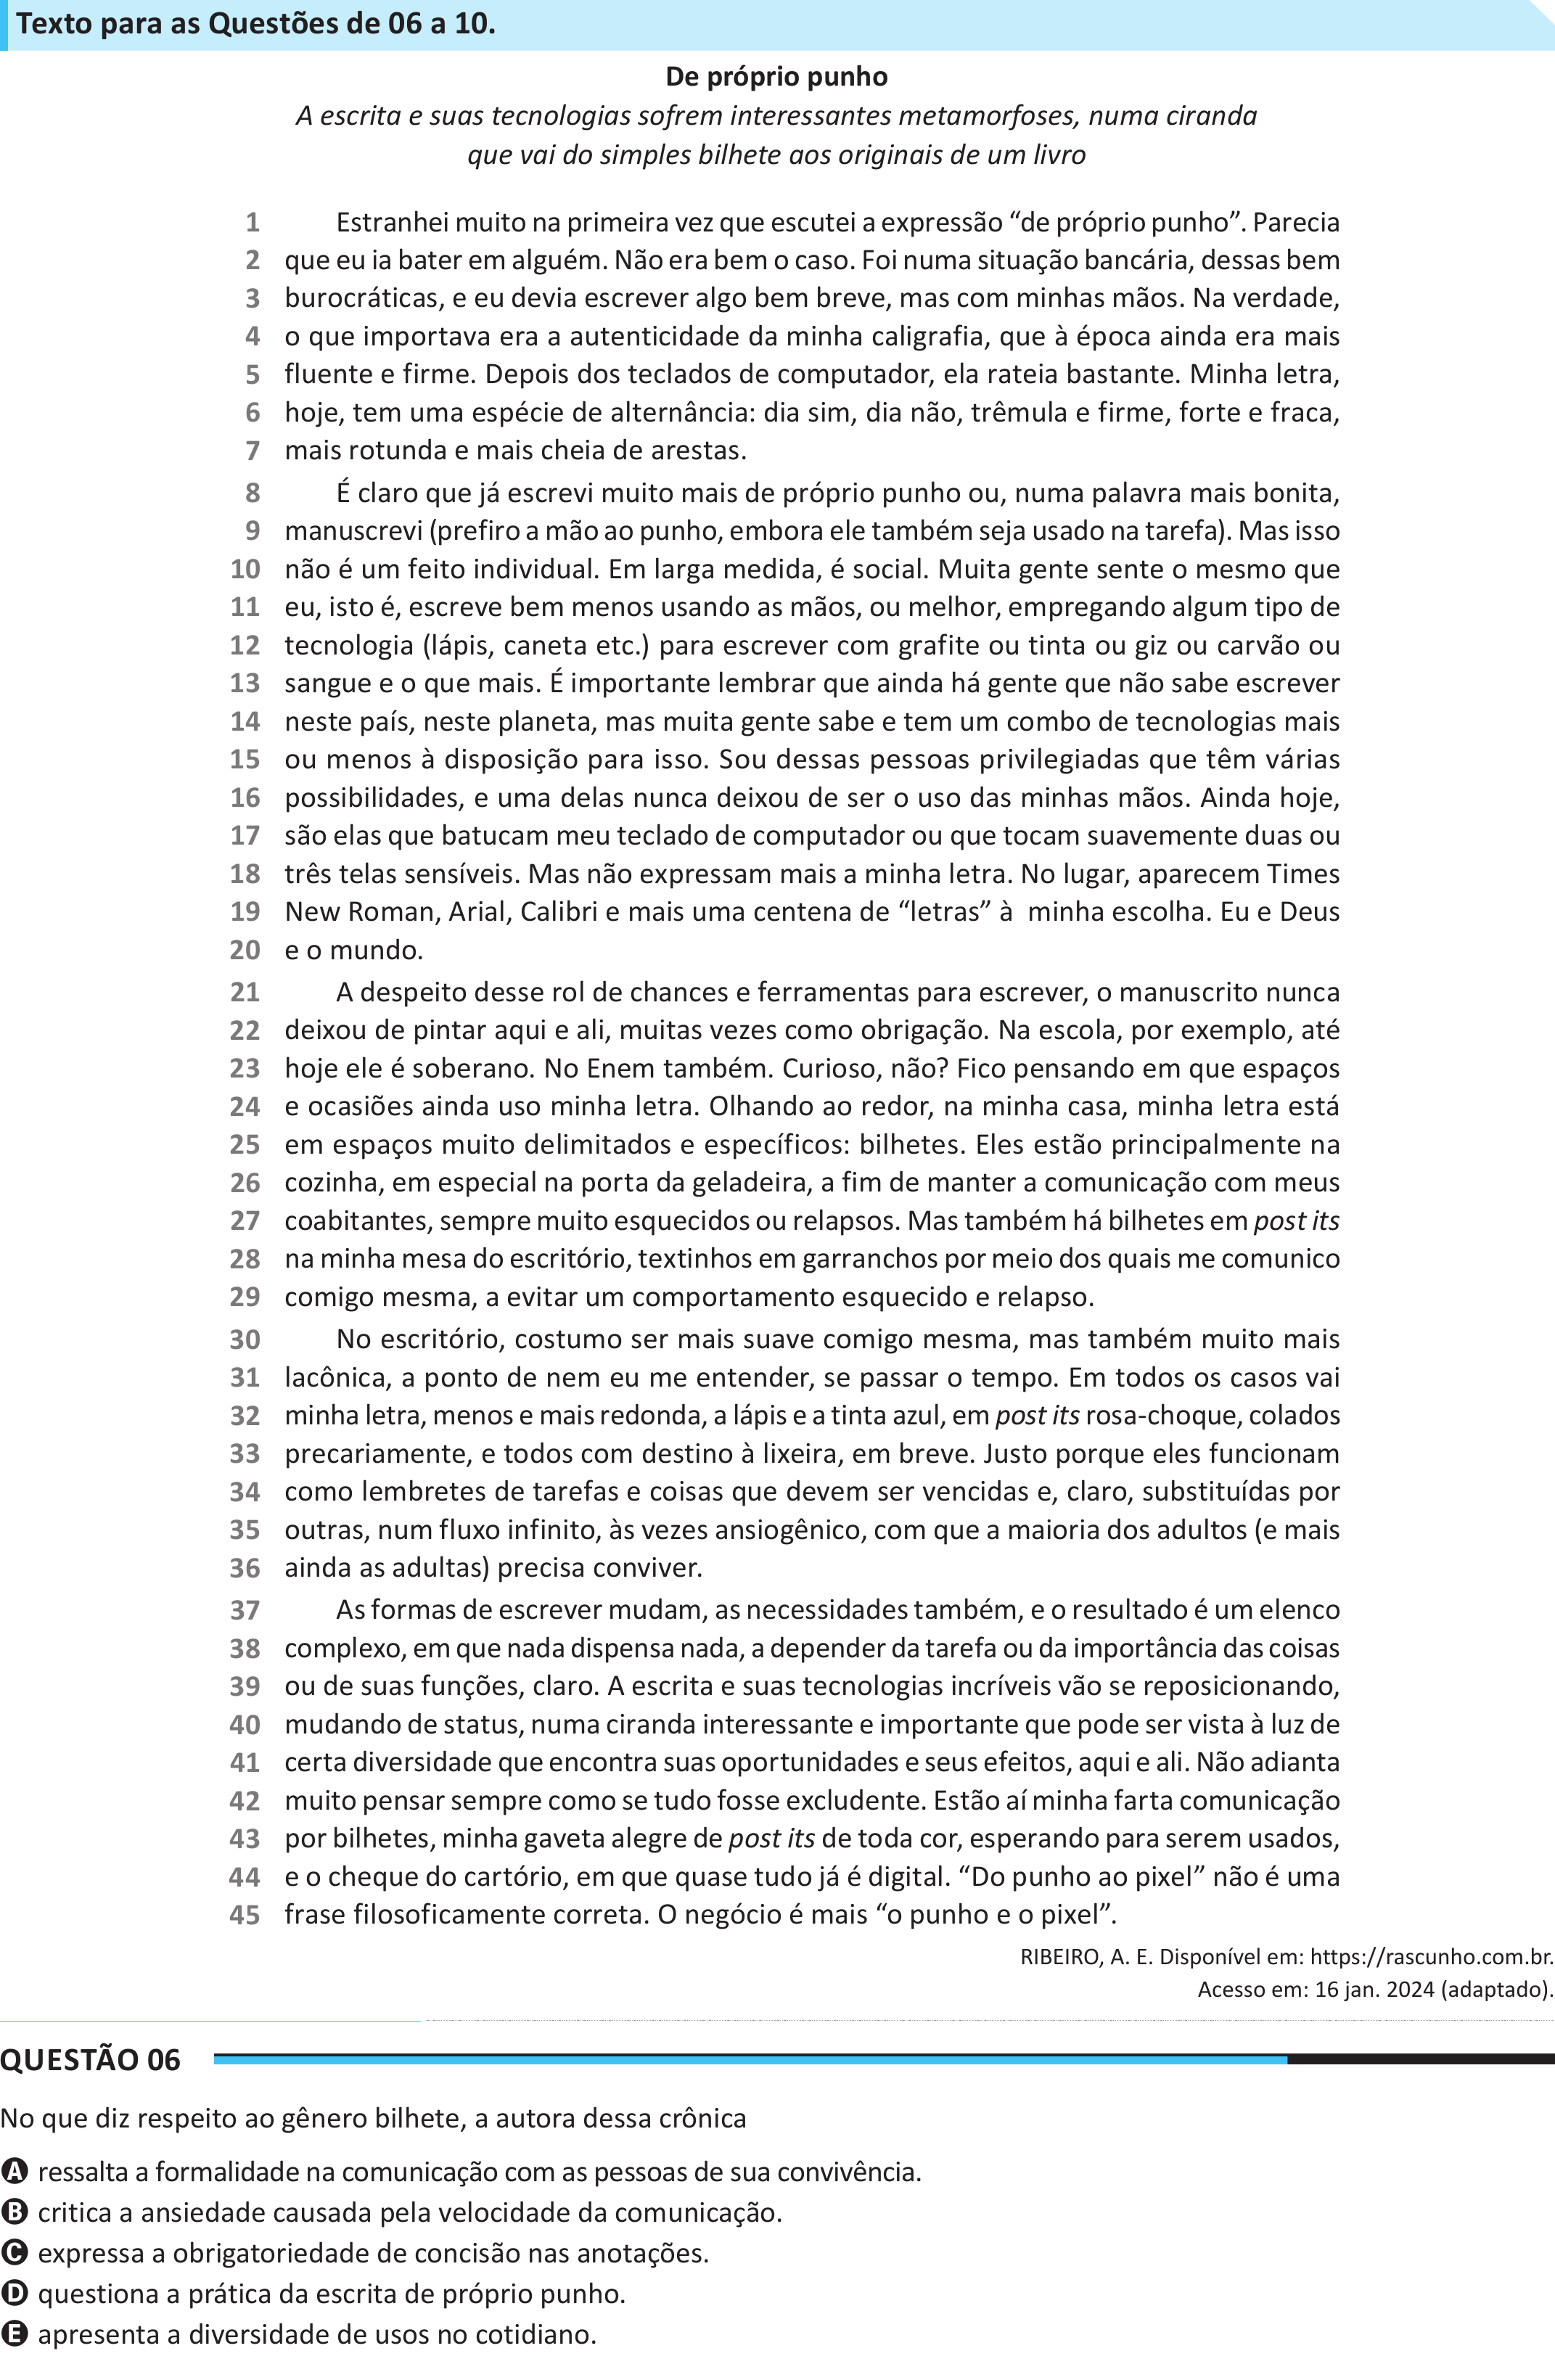 Texto para as Questões de 06 a 10.
De próprio punho
A escrita e suas tecnologias sofrem interessantes metamorfoses, numa ciranda
que vai do simples bilhete aos originais de um livro
1 Estranhei muito na primeira vez que escutei a expressão “de próprio punho”. Parecia
2 que eu ia bater em alguém. Não era bem o caso. Foi numa situação bancária, dessas bem
3 burocráticas, e eu devia escrever algo bem breve, mas com minhas mãos. Na verdade,
4 o que importava era a autenticidade da minha caligrafia, que à época ainda era mais
5 fluente e firme. Depois dos teclados de computador, ela rateia bastante. Minha letra,
6 hoje, tem uma espécie de alternância: dia sim, dia não, trêmula e firme, forte e fraca,
7 mais rotunda e mais cheia de arestas.
8 É claro que já escrevi muito mais de próprio punho ou, numa palavra mais bonita,
9 manuscrevi (prefiro a mão ao punho, embora ele também seja usado na tarefa). Mas isso
10 não é um feito individual. Em larga medida, é social. Muita gente sente o mesmo que
11 eu, isto é, escreve bem menos usando as mãos, ou melhor, empregando algum tipo de
12 tecnologia (lápis, caneta etc.) para escrever com grafite ou tinta ou giz ou carvão ou
13 sangue e o que mais. É importante lembrar que ainda há gente que não sabe escrever
14 neste país, neste planeta, mas muita gente sabe e tem um combo de tecnologias mais
15 ou menos à disposição para isso. Sou dessas pessoas privilegiadas que têm várias
16 possibilidades, e uma delas nunca deixou de ser o uso das minhas mãos. Ainda hoje,
17 são elas que batucam meu teclado de computador ou que tocam suavemente duas ou
18 três telas sensíveis. Mas não expressam mais a minha letra. No lugar, aparecem Times
19 New Roman, Arial, Calibri e mais uma centena de “letras” à minha escolha. Eu e Deus
20 e o mundo.
21 A despeito desse rol de chances e ferramentas para escrever, o manuscrito nunca
22 deixou de pintar aqui e ali, muitas vezes como obrigação. Na escola, por exemplo, até
23 hoje ele é soberano. No Enem também. Curioso, não? Fico pensando em que espaços
24 e ocasiões ainda uso minha letra. Olhando ao redor, na minha casa, minha letra está
25 em espaços muito delimitados e específicos: bilhetes. Eles estão principalmente na
26 cozinha, em especial na porta da geladeira, a fim de manter a comunicação com meus
27 coabitantes, sempre muito esquecidos ou relapsos. Mas também há bilhetes em post its
28 na minha mesa do escritório, textinhos em garranchos por meio dos quais me comunico
29 comigo mesma, a evitar um comportamento esquecido e relapso.
30 No escritório, costumo ser mais suave comigo mesma, mas também muito mais
31 lacônica, a ponto de nem eu me entender, se passar o tempo. Em todos os casos vai
32 minha letra, menos e mais redonda, a lápis e a tinta azul, em post its rosa-choque, colados
33 precariamente, e todos com destino à lixeira, em breve. Justo porque eles funcionam
34 como lembretes de tarefas e coisas que devem ser vencidas e, claro, substituídas por
35 outras, num fluxo infinito, às vezes ansiogênico, com que a maioria dos adultos (e mais
36 ainda as adultas) precisa conviver.
37 As formas de escrever mudam, as necessidades também, e o resultado é um elenco
38 complexo, em que nada dispensa nada, a depender da tarefa ou da importância das coisas
39 ou de suas funções, claro. A escrita e suas tecnologias incríveis vão se reposicionando,
40 mudando de status, numa ciranda interessante e importante que pode ser vista à luz de
41 certa diversidade que encontra suas oportunidades e seus efeitos, aqui e ali. Não adianta
42 muito pensar sempre como se tudo fosse excludente. Estão aí minha farta comunicação
43 por bilhetes, minha gaveta alegre de post its de toda cor, esperando para serem usados,
44 e o cheque do cartório, em que quase tudo já é digital. “Do punho ao pixel” não é uma
45 frase filosoficamente correta. O negócio é mais “o punho e o pixel”.
RIBEIRO, A. E. Disponível em: https://rascunho.com.br.
Acesso em: 16 jan. 2024 (adaptado).
QUESTÃO 06
No que diz respeito ao gênero bilhete, a autora dessa crônica
A ressalta a formalidade na comunicação com as pessoas de sua convivência.
B critica a ansiedade causada pela velocidade da comunicação.
C expressa a obrigatoriedade de concisão nas anotações.
D questiona a prática da escrita de próprio punho.
E apresenta a diversidade de usos no cotidiano.